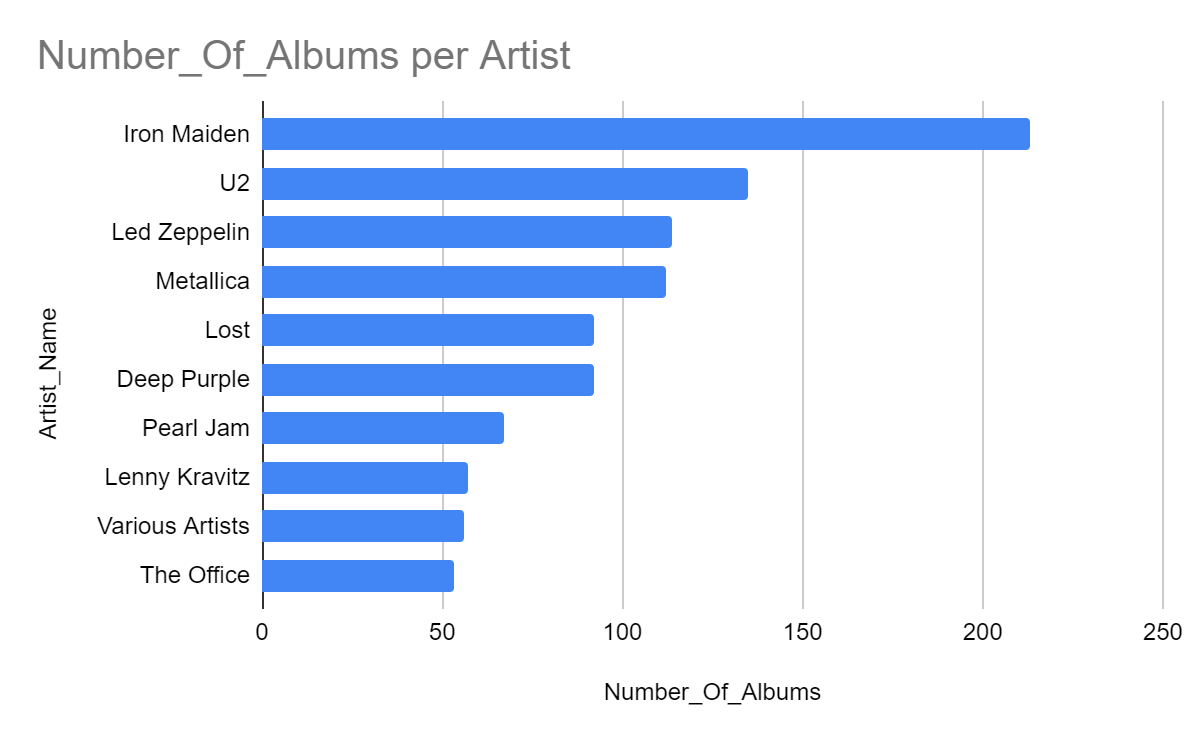 Number_Of_Albums per Artist
Artist_Name
Iron Maiden
U2
Led Zeppelin
Metallica
Lost
Deep Purple
Pearl Jam
Lenny Kravitz
Various Artists
The Office
0 50 100 150 200 250
Number_Of_Albums